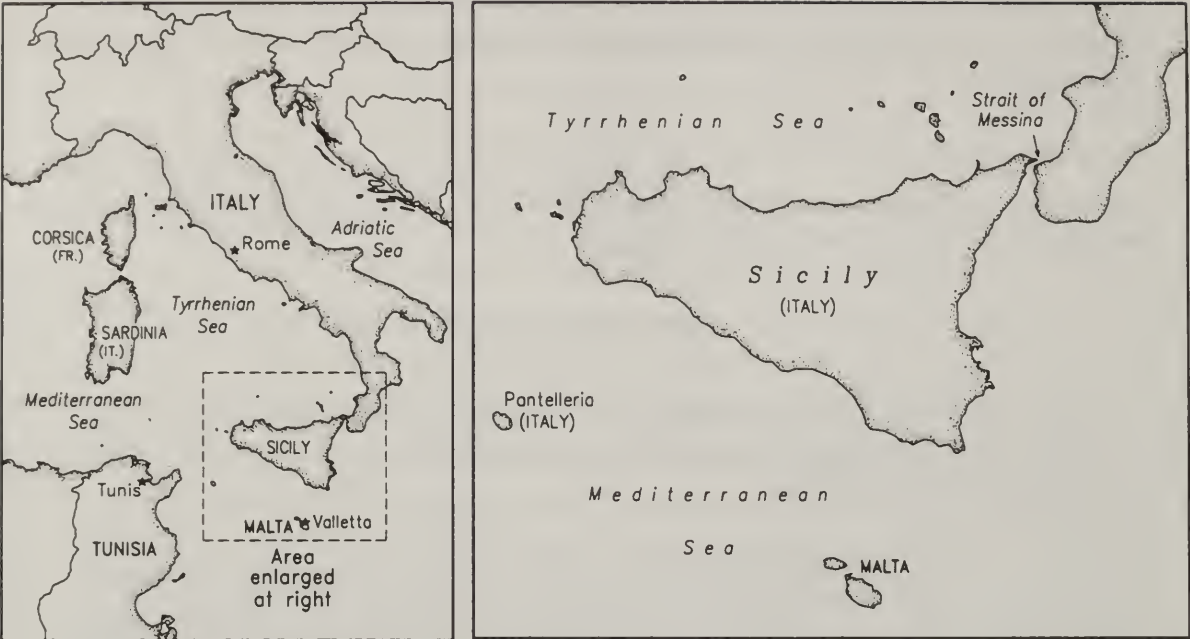 ITALY
Adriatic
Sea
CORSICA
(FR.)
Rome
Tyrrhenian
Sea
SARDINIA
(IT.)
Mediterranean
Sea
SICILY
Tunis
MALTA
Valletta
TUNISIA
Area
enlarged
at right
Strait of
Messina
Tyrrhenian Sea
Sicily
(ITALY)
Pantelleria
(ITALY)
Mediterranean
Sea
MALTA